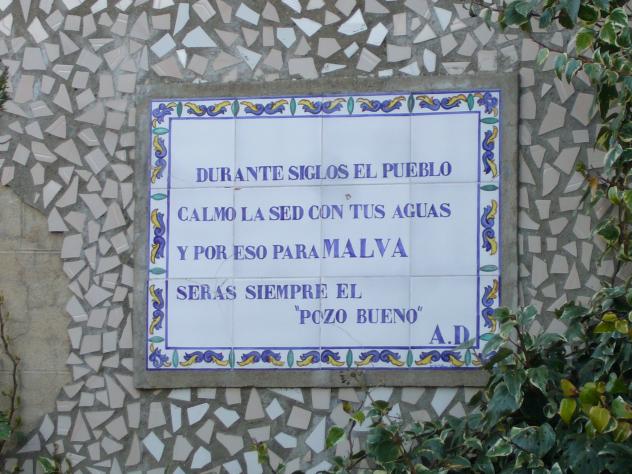 DURANTE SIGLOS EL PUEBLO
CALMO LA SED CON TUS AGUAS
Y POR ESO PARA MALVA
SERAS SIEMPRE EL
"POZO BUENO"
A.D.